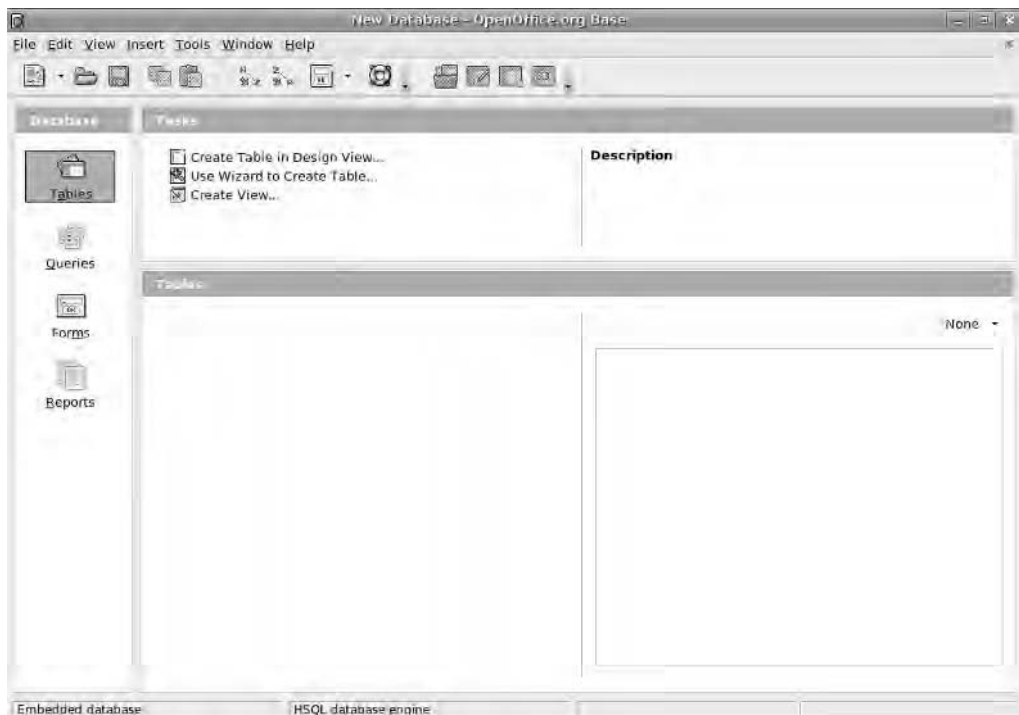 New Database - OpenOffice.org Base
File Edit View Insert Tools Window Help
Database
Tasks
Tables
Queries
Forms
Reports
Create Table in Design View...
Use Wizard to Create Table...
Create View...
Description
Tables
None
Embedded database
HSQL database engine